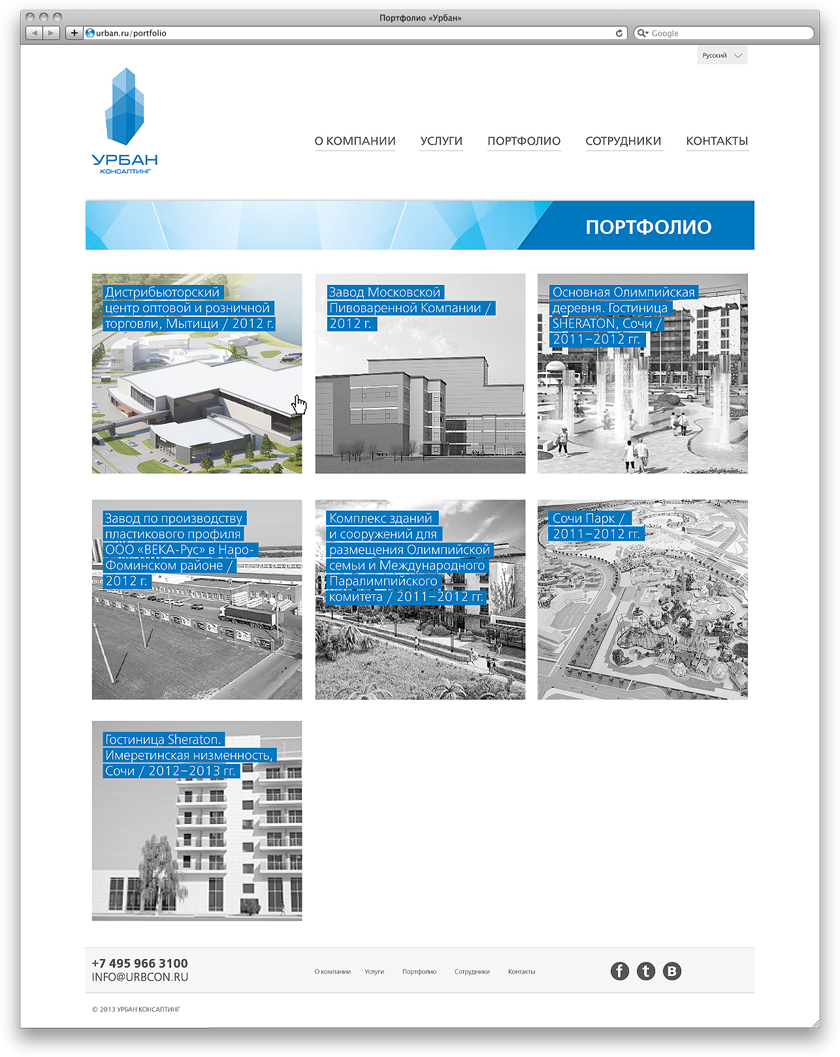 Портфолио «Урбан»
urban.ru/portfolio
Google
Русский
УРБАН
КОНСАЛТИНГ
О КОМПАНИИ УСЛУГИ ПОРТФОЛИО СОТРУДНИКИ КОНТАКТЫ
ПОРТФОЛИО
Дистрибьюторский
центр оптовой и розничной
торговли, Мытищи / 2012 г.
Завод Московской
Пивоваренной Компании /
2012 г.
Основная Олимпийская
деревня. Гостиница
SHERATON, Сочи /
2011–2012 гг.
Завод по производству
пластикового профиля
ООО «ВЕКА-Рус» в Наро-
Фоминском районе /
2012 г.
Комплекс зданий
и сооружений для
размещения Олимпийской
семьи и Международного
Паралимпийского
комитета / 2011–2012 гг.
Сочи Парк /
2011–2012 гг.
Гостиница Sheraton.
Имеретинская низменность,
Сочи / 2012–2013 гг.
+7 495 966 3100
INFO@URBCON.RU
О компании Услуги Портфолио Сотрудники Контакты
f t B
© 2013 УРБАН КОНСАЛТИНГ